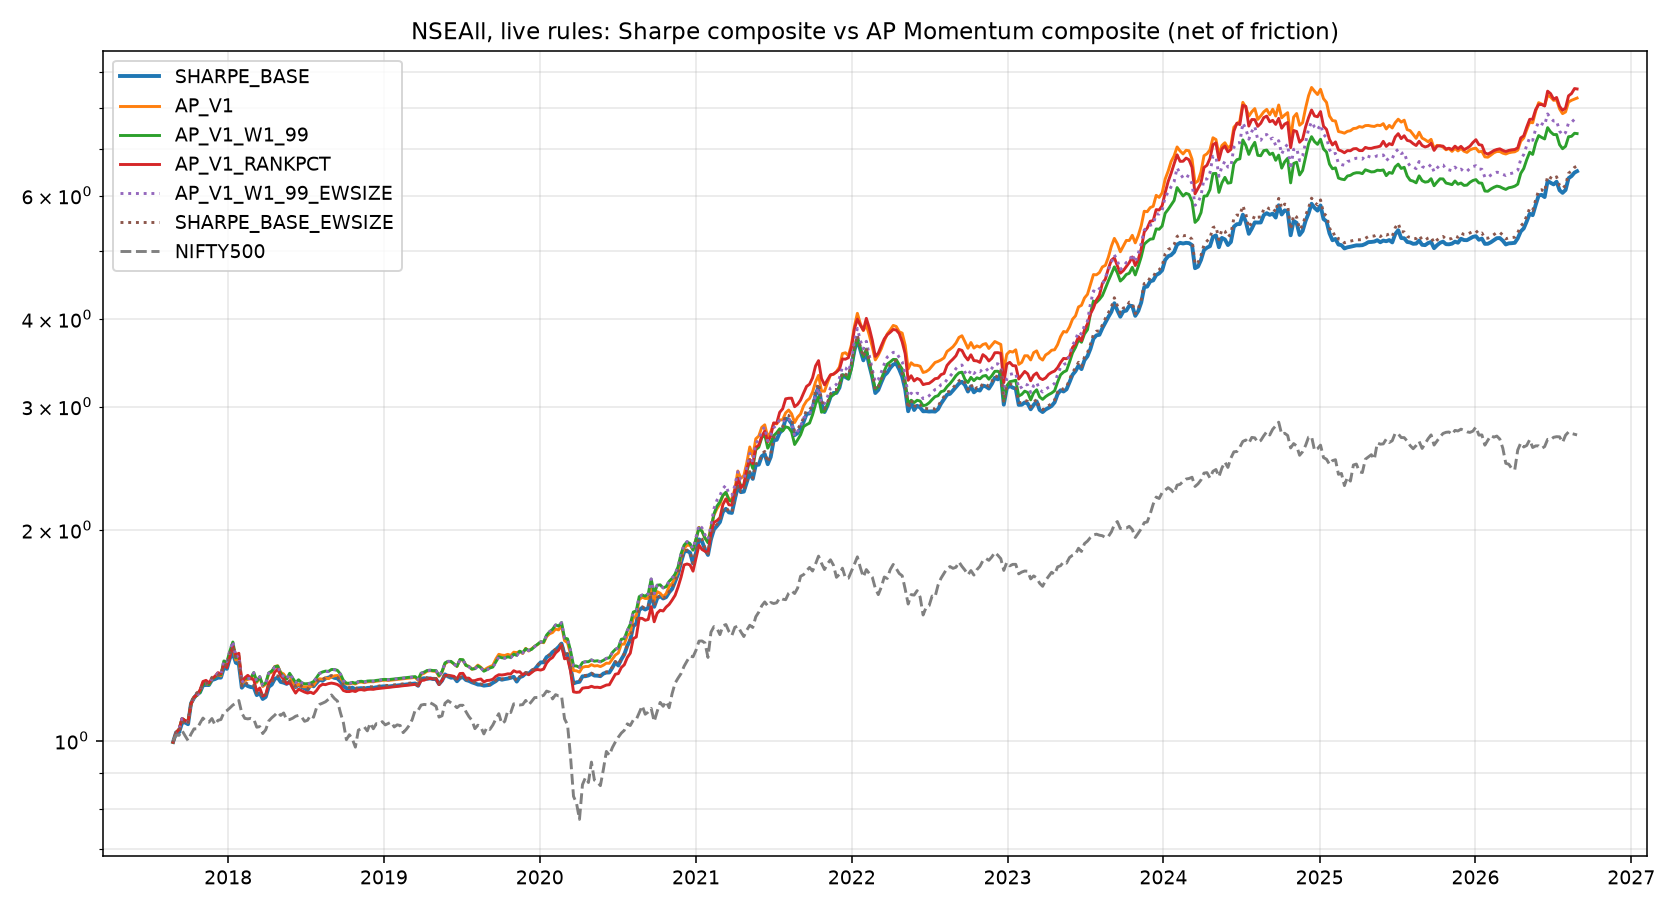 NSEAll, live rules: Sharpe composite vs AP Momentum composite (net of friction)
SHARPE_BASE
AP_V1
AP_V1_W1_99
AP_V1_RANKPCT
AP_V1_W1_99_EWSIZE
SHARPE_BASE_EWSIZE
NIFTY500
6 × 10⁰
4 × 10⁰
3 × 10⁰
2 × 10⁰
10⁰
2018 2019 2020 2021 2022 2023 2024 2025 2026 2027